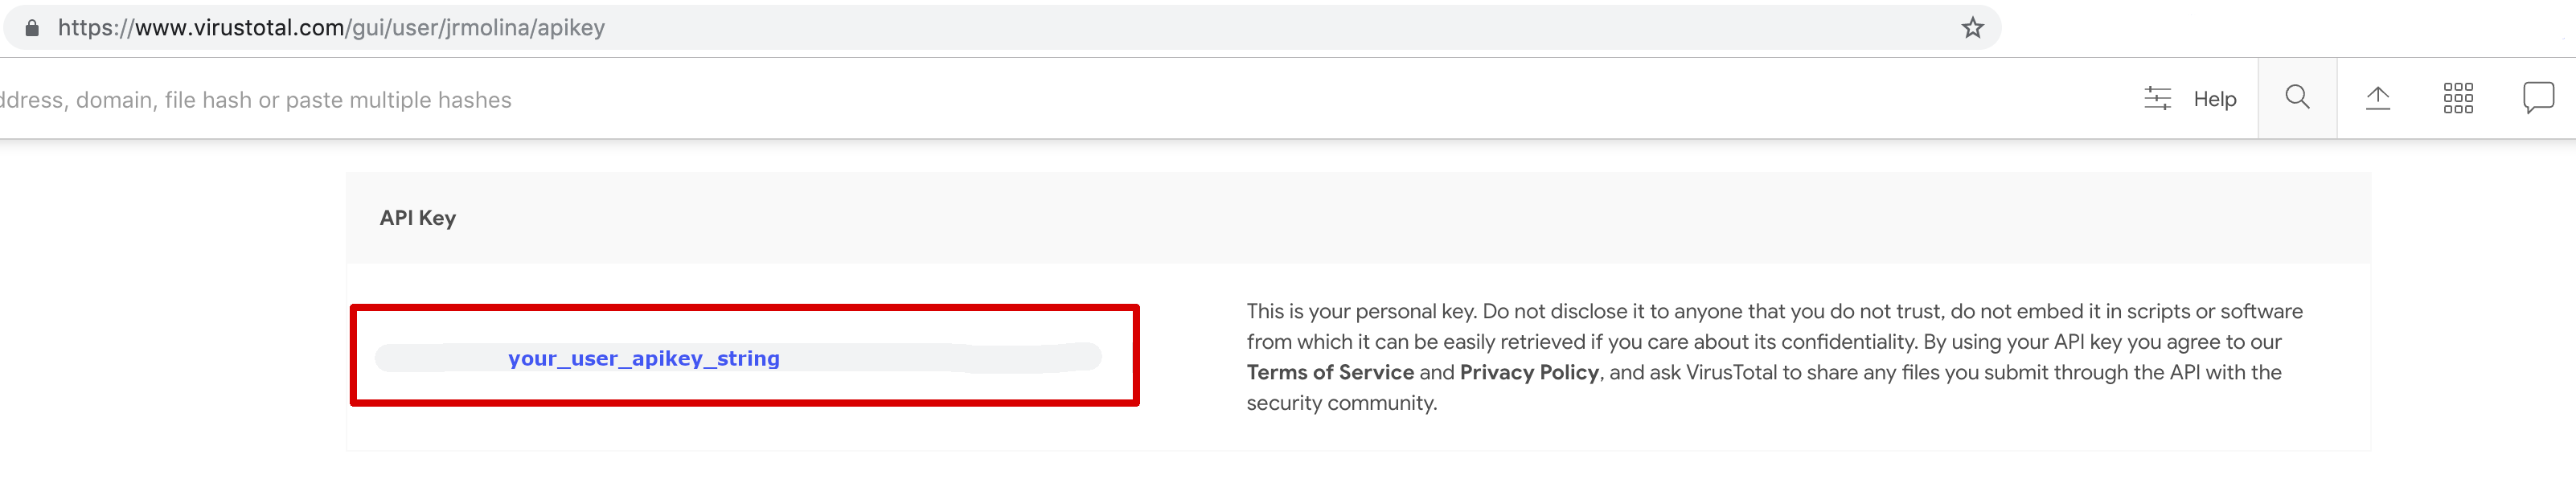 https://www.virustotal.com/gui/user/jrmolina/apikey
ddress, domain, file hash or paste multiple hashes
Help
API Key
your_user_apikey_string
This is your personal key. Do not disclose it to anyone that you do not trust, do not embed it in scripts or software
from which it can be easily retrieved if you care about its confidentiality. By using your API key you agree to our
Terms of Service and Privacy Policy, and ask VirusTotal to share any files you submit through the API with the
security community.